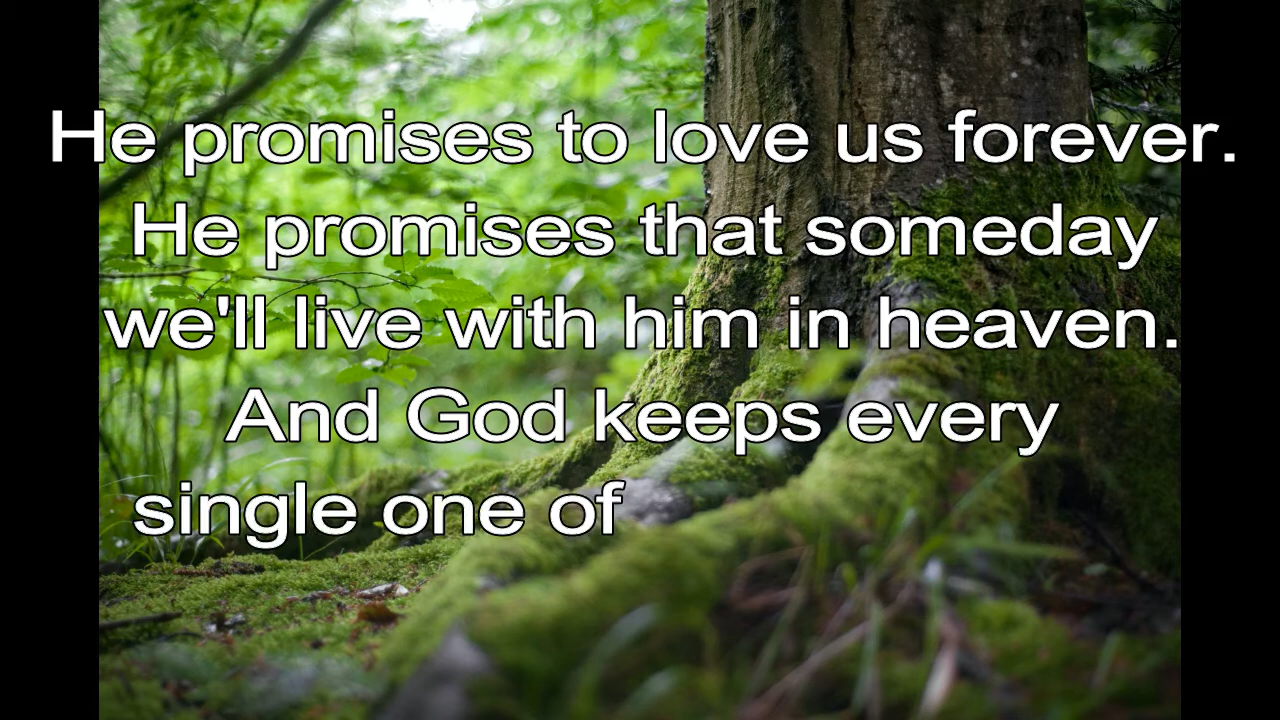 He promises to love us forever.
He promises that someday
we'll live with him in heaven.
And God keeps every
single one of